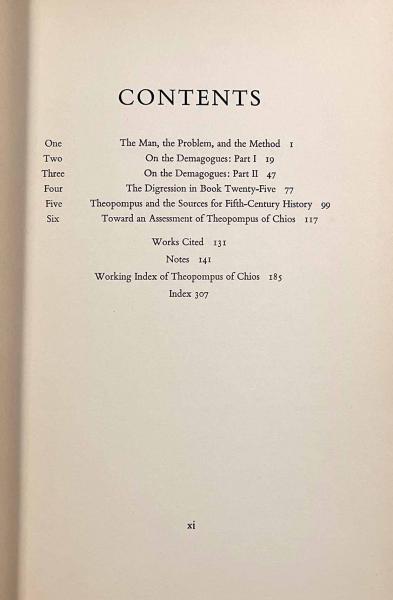 CONTENTS
One The Man, the Problem, and the Method 1
Two On the Demagogues: Part I 19
Three On the Demagogues: Part II 47
Four The Digression in Book Twenty-Five 77
Five Theopompus and the Sources for Fifth-Century History 99
Six Toward an Assessment of Theopompus of Chios 117
Works Cited 131
Notes 141
Working Index of Theopompus of Chios 185
Index 307
xi